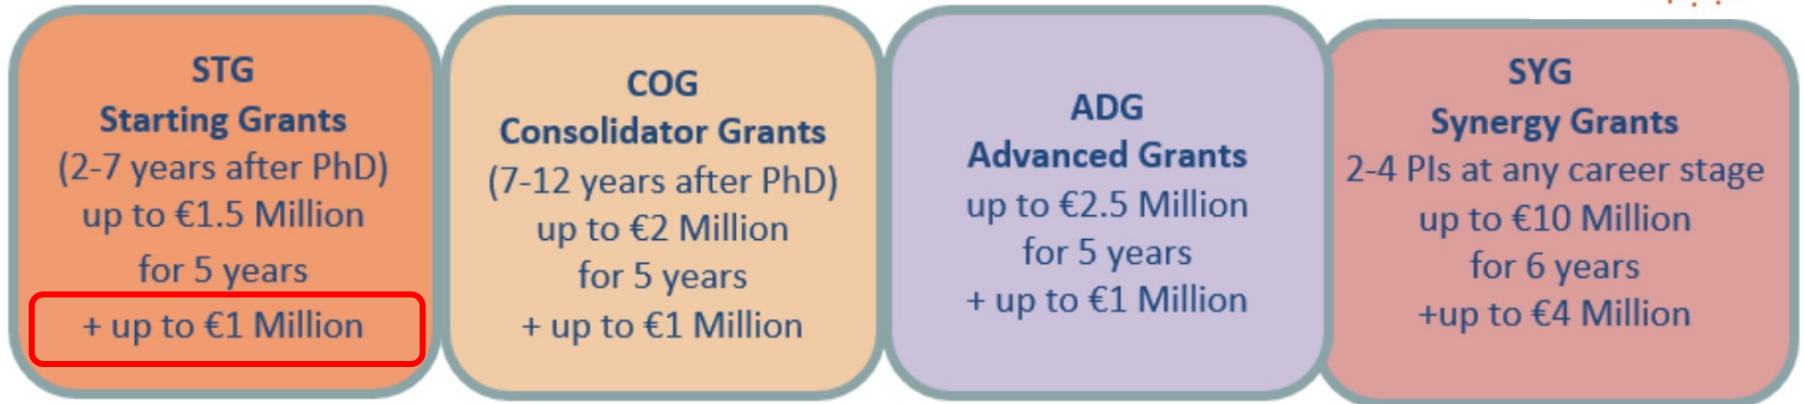 STG
Starting Grants
(2-7 years after PhD)
up to €1.5 Million
for 5 years
+ up to €1 Million
COG
Consolidator Grants
(7-12 years after PhD)
up to €2 Million
for 5 years
+ up to €1 Million
ADG
Advanced Grants
up to €2.5 Million
for 5 years
+ up to €1 Million
SYG
Synergy Grants
2-4 PIs at any career stage
up to €10 Million
for 6 years
+up to €4 Million